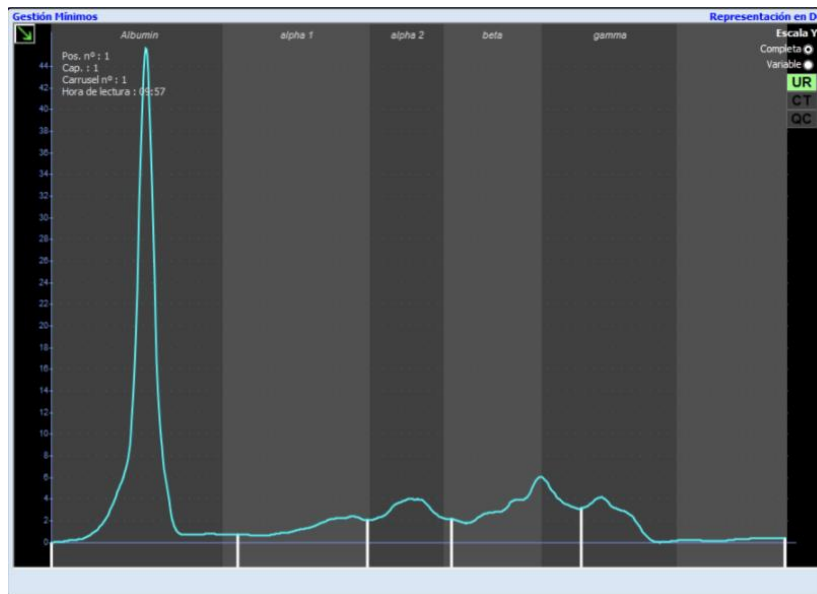 Gestión Mínimos
Representación en D
Albumin
alpha 1
alpha 2
beta
gamma
Escala Y
Completa
Variable
UR
CT
QC
Pos. nº : 1
Cap. : 1
Carrusel nº : 1
Hora de lectura : 09:57
44
42
40
38
36
34
32
30
28
26
24
22
20
18
16
14
12
10
8
6
4
2
0